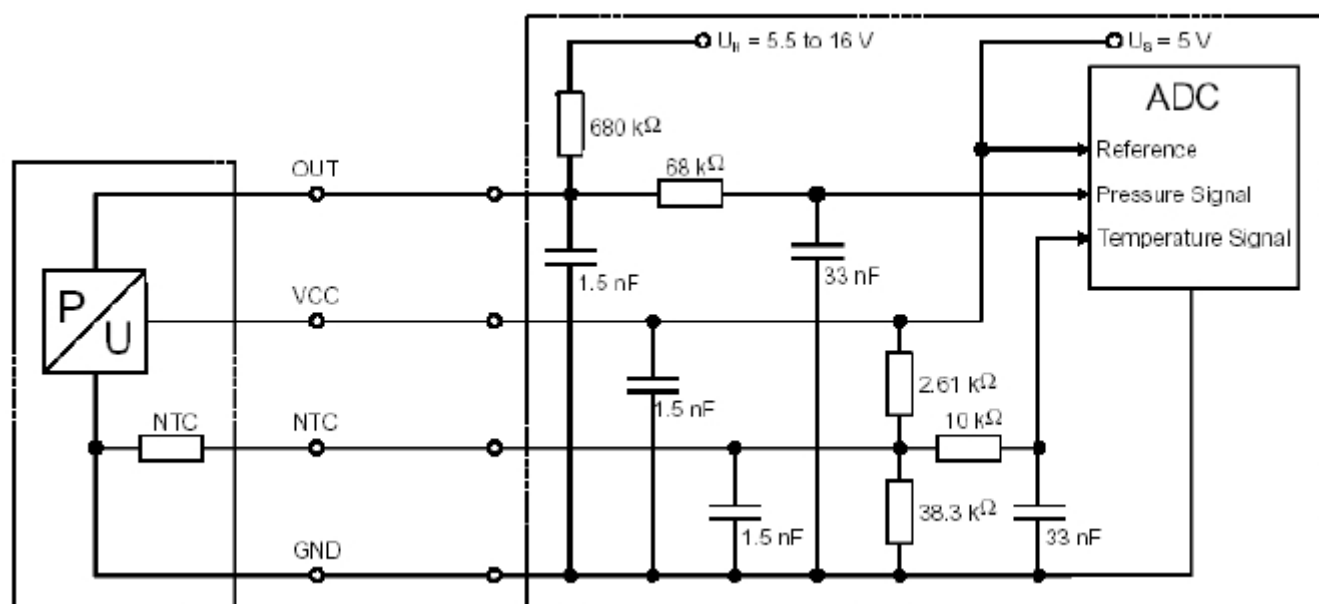 U_H = 5.5 to 16 V
U_S = 5 V
ADC
680 kΩ
Reference
OUT
68 kΩ
Pressure Signal
Temperature Signal
1.5 nF
33 nF
P
U
VCC
2.61 kΩ
1.5 nF
NTC
NTC
10 kΩ
38.3 kΩ
1.5 nF
33 nF
GND